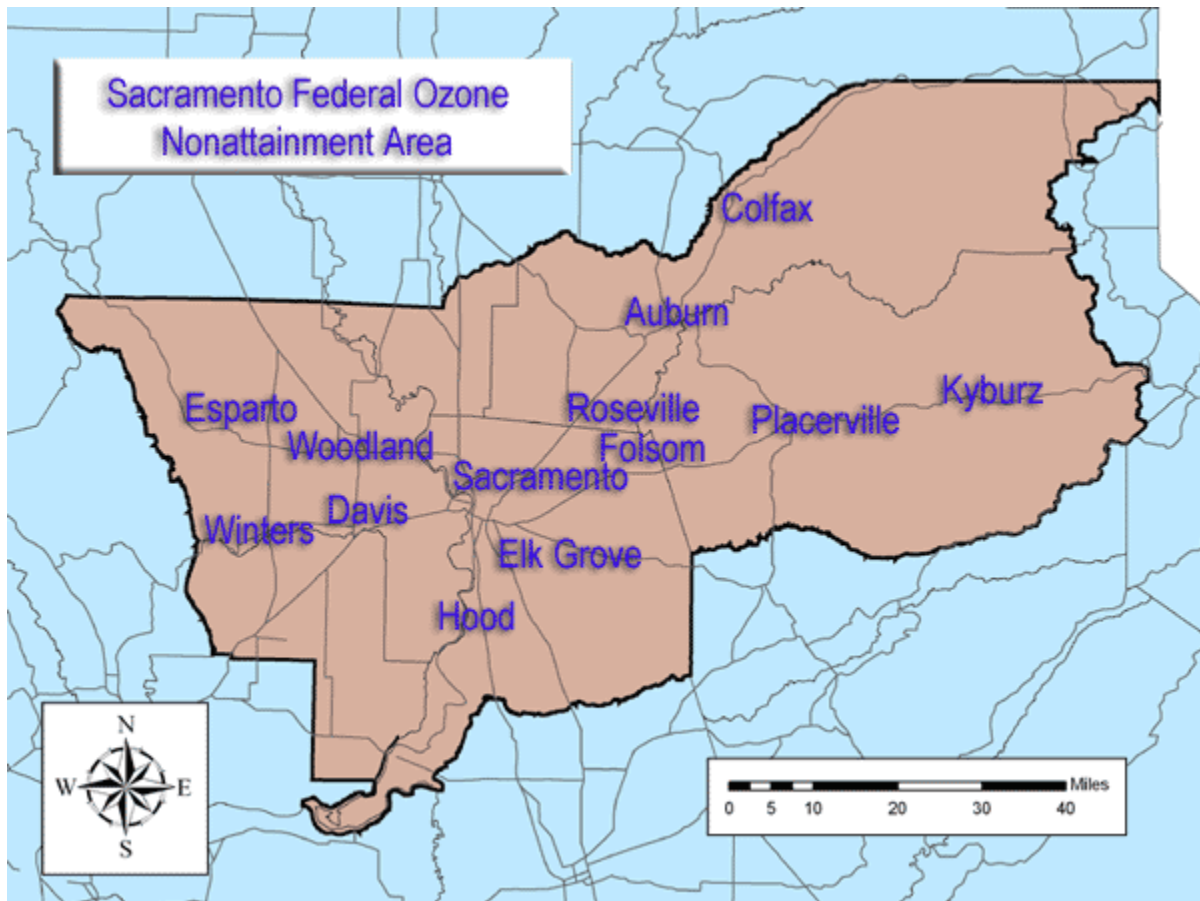 Sacramento Federal Ozone
Nonattainment Area
Colfax
Auburn
Kyburz
Esparto
Roseville
Placerville
Woodland
Folsom
Sacramento
Davis
Winters
Elk Grove
Hood
N
W E
S
Miles
0 5 10 20 30 40